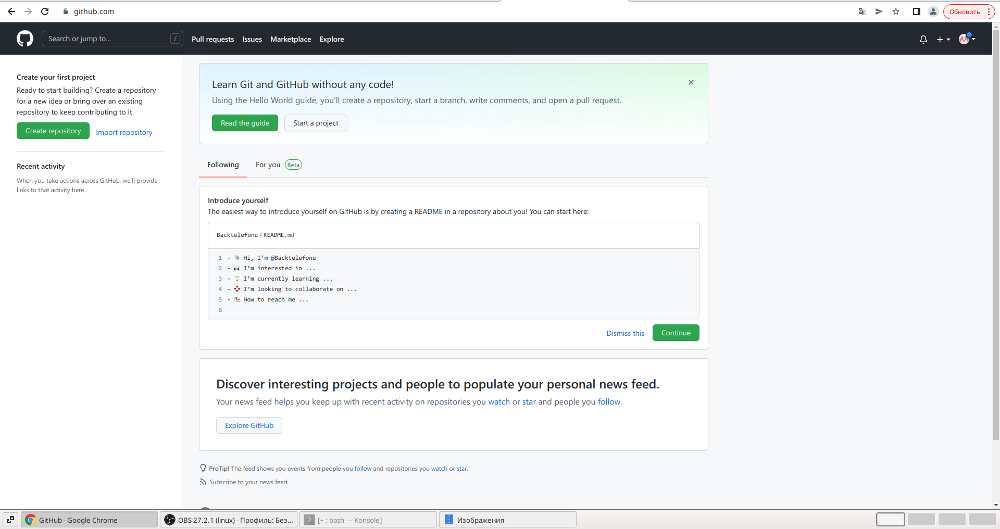 github.com
Обновить
Search or jump to...
/
Pull requests
Issues
Marketplace
Explore
Create your first project
Ready to start building? Create a repository
for a new idea or bring over an existing
repository to keep contributing to it.
Create repository
Import repository
Recent activity
When you take actions across GitHub, we’ll provide
links to that activity here.
Learn Git and GitHub without any code!
Using the Hello World guide, you’ll create a repository, start a branch, write comments, and open a pull request.
Read the guide
Start a project
Following
For you
Beta
Introduce yourself
The easiest way to introduce yourself on GitHub is by creating a README in a repository about you! You can start here:
Backtelefonu / README.md
1 - 👋 Hi, I’m @Backtelefonu
2 - 👀 I’m interested in ...
3 - 🌱 I’m currently learning ...
4 - 💞️ I’m looking to collaborate on ...
5 - 📫 How to reach me ...
6
Dismiss this
Continue
Discover interesting projects and people to populate your personal news feed.
Your news feed helps you keep up with recent activity on repositories you watch or star and people you follow.
Explore GitHub
ProTip! The feed shows you events from people you follow and repositories you watch or star.
Subscribe to your news feed
GitHub - Google Chrome
OBS 27.2.1 (linux) - Профиль: Без...
[~ : bash — Konsole]
Изображения